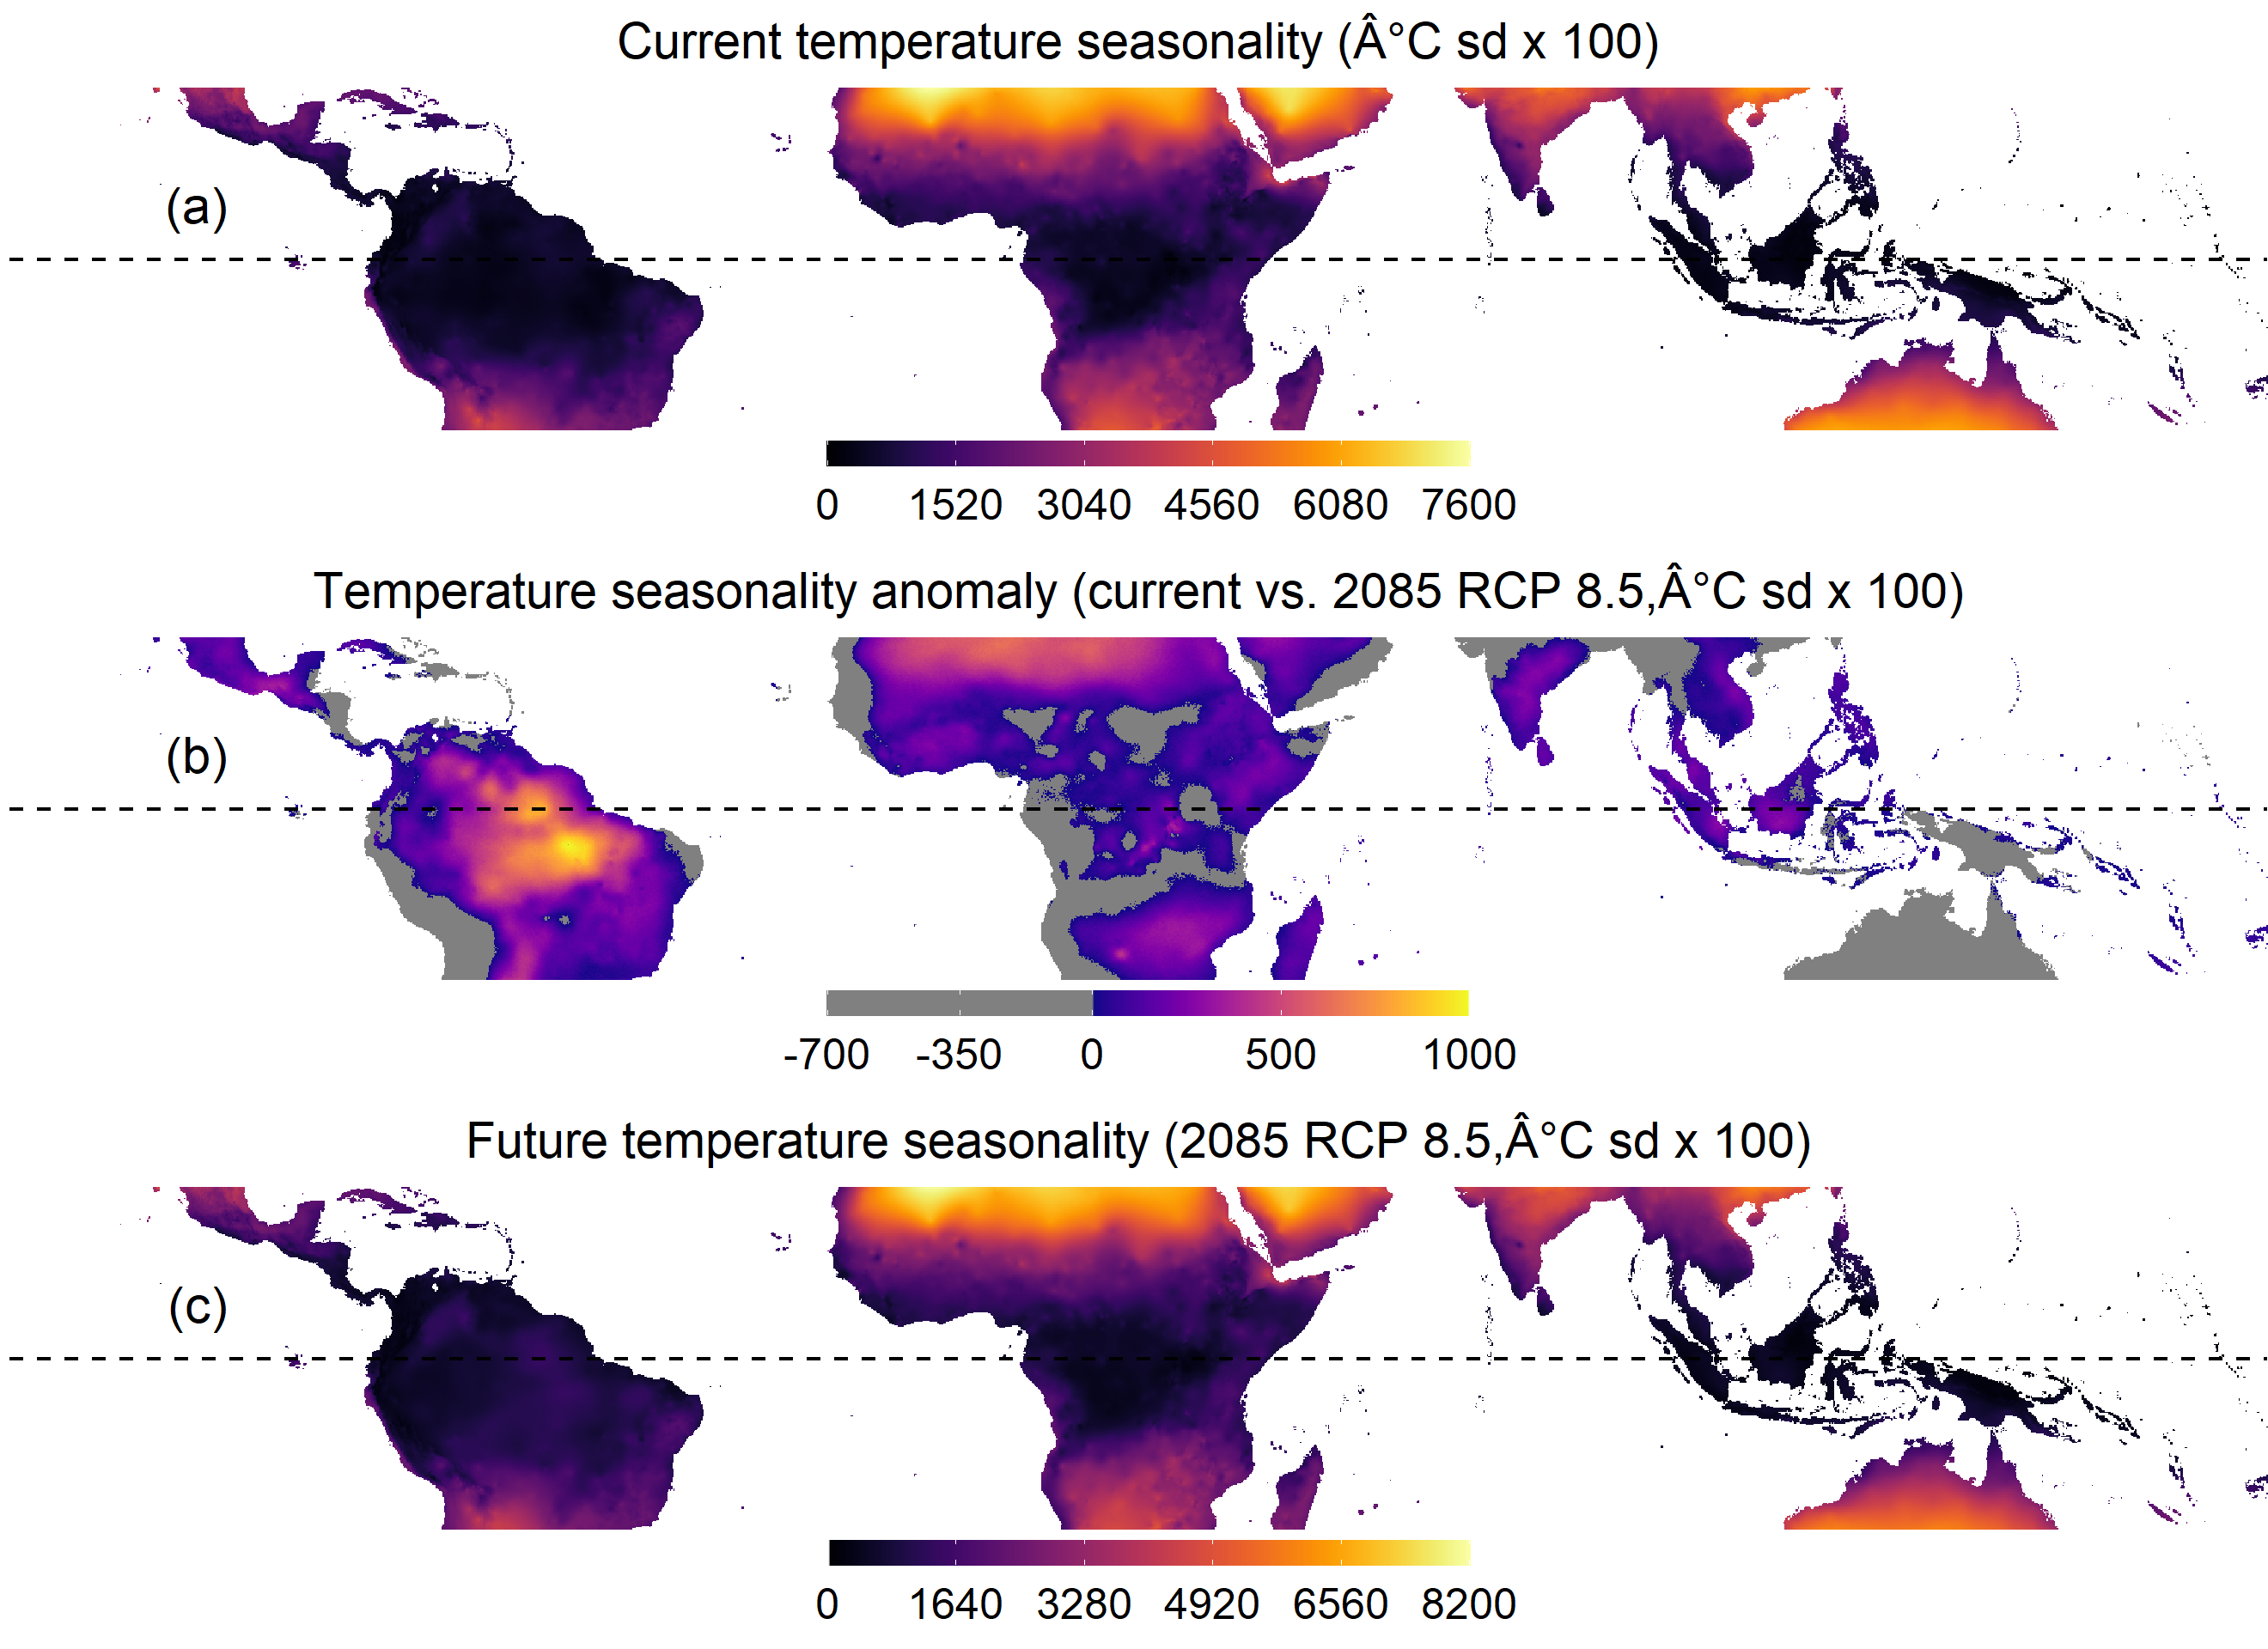 Current temperature seasonality (Â°C sd x 100)
(a)
0 1520 3040 4560 6080 7600
Temperature seasonality anomaly (current vs. 2085 RCP 8.5,Â°C sd x 100)
(b)
-700 -350 0 500 1000
Future temperature seasonality (2085 RCP 8.5,Â°C sd x 100)
(c)
0 1640 3280 4920 6560 8200